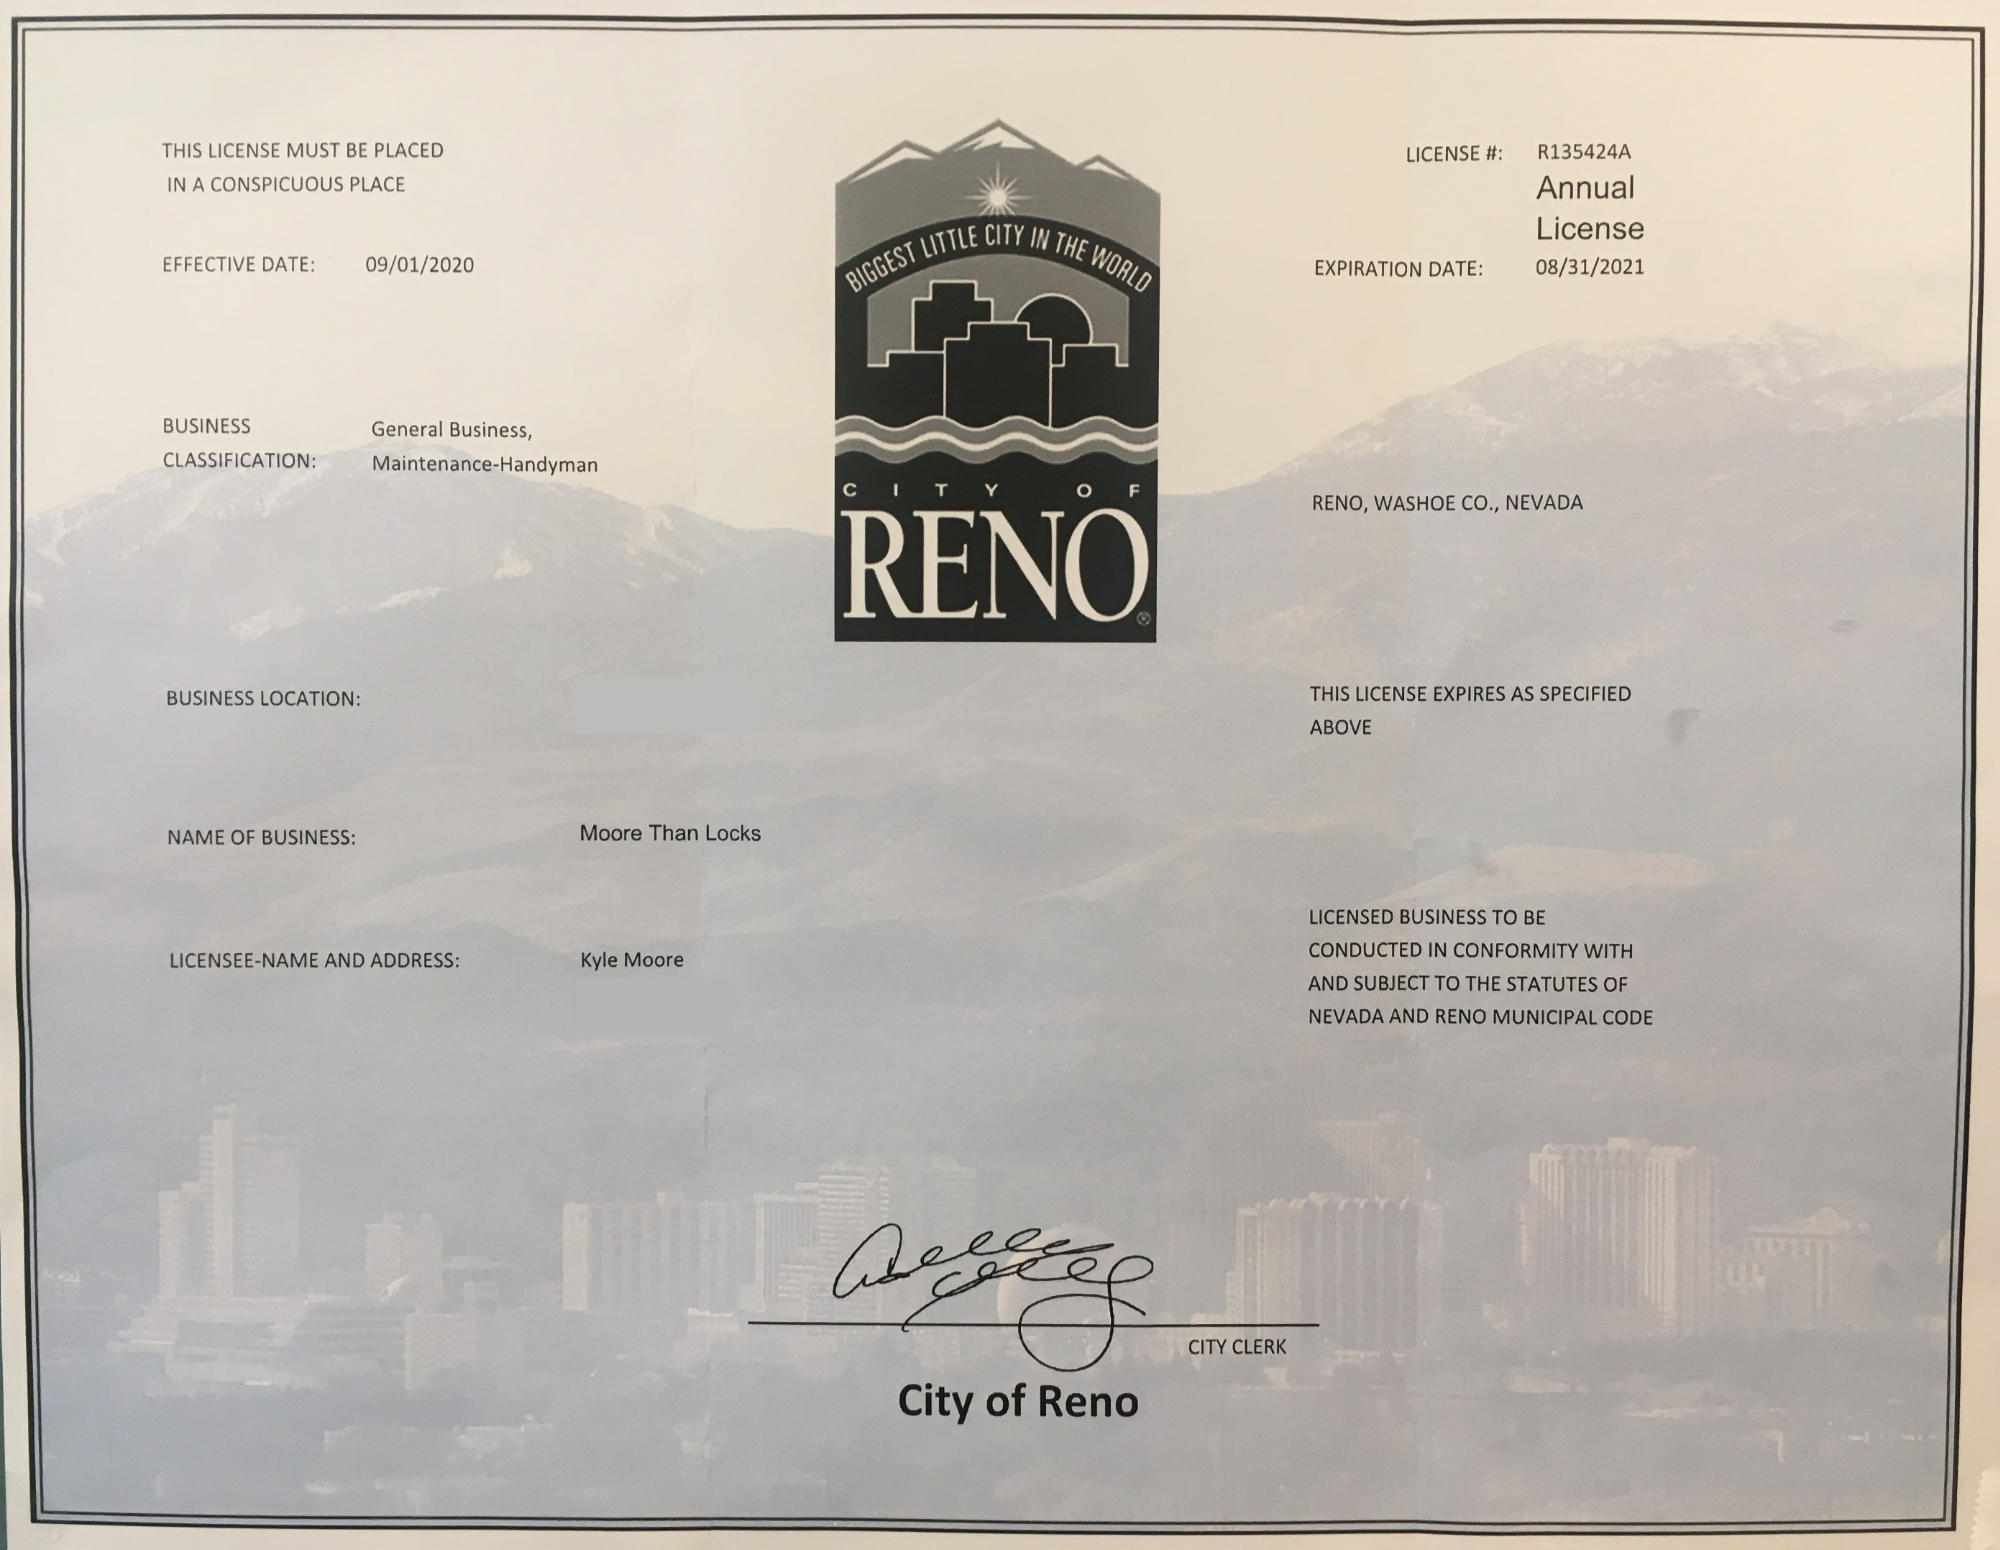 THIS LICENSE MUST BE PLACED
IN A CONSPICUOUS PLACE
EFFECTIVE DATE: 09/01/2020
BIGGEST LITTLE CITY IN THE WORLD
CITY OF
RENO
LICENSE #: R135424A
Annual
License
EXPIRATION DATE: 08/31/2021
BUSINESS
CLASSIFICATION:
General Business,
Maintenance-Handyman
RENO, WASHOE CO., NEVADA
BUSINESS LOCATION:
THIS LICENSE EXPIRES AS SPECIFIED
ABOVE
NAME OF BUSINESS: Moore Than Locks
LICENSEE-NAME AND ADDRESS: Kyle Moore
LICENSED BUSINESS TO BE
CONDUCTED IN CONFORMITY WITH
AND SUBJECT TO THE STATUTES OF
NEVADA AND RENO MUNICIPAL CODE
CITY CLERK
City of Reno